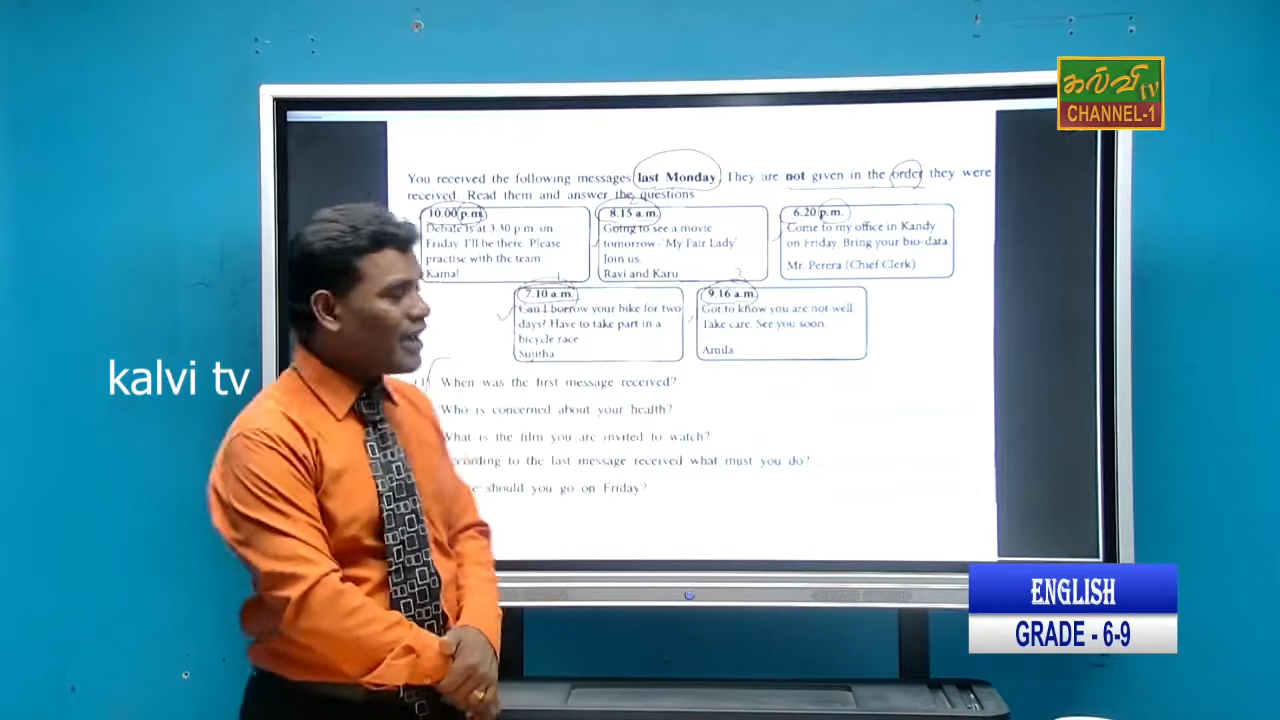 கல்வி TV
CHANNEL-1
You received the following messages last Monday. They are not given in the order they were
received. Read them and answer the questions
10.00 p.m.
Debate is at 3.30 p.m. on
Friday. I'll be there. Please
practise with the team
Kamal
8.15 a.m.
Going to see a movie
tomorrow-'My Fair Lady'
Join us.
Ravi and Karu
6.20 p.m.
Come to my office in Kandy
on Friday. Bring your bio-data.
Mr. Perera (Chief Clerk)
7.10 a.m.
Can I borrow your bike for two
days? Have to take part in a
bicycle race
Sujitha
9.16 a.m.
Got to know you are not well.
Take care. See you soon.
Amila
(1) When was the first message received?
Who is concerned about your health?
What is the film you are invited to watch?
to the last message received what must you do?
should you go on Friday?
kalvi tv
ENGLISH
GRADE - 6-9